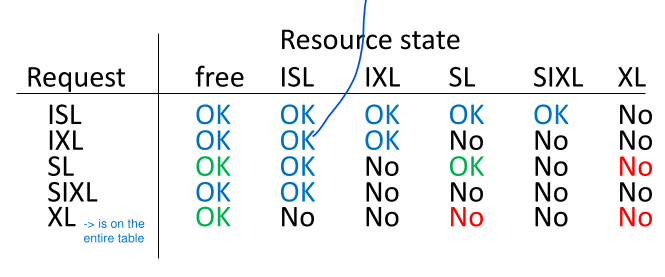 Resource state
Request free ISL IXL SL SIXL XL
ISL OK OK OK OK OK No
IXL OK OK OK No No No
SL OK OK No OK No No
SIXL OK OK No No No No
XL -> is on the entire table OK No No No No No